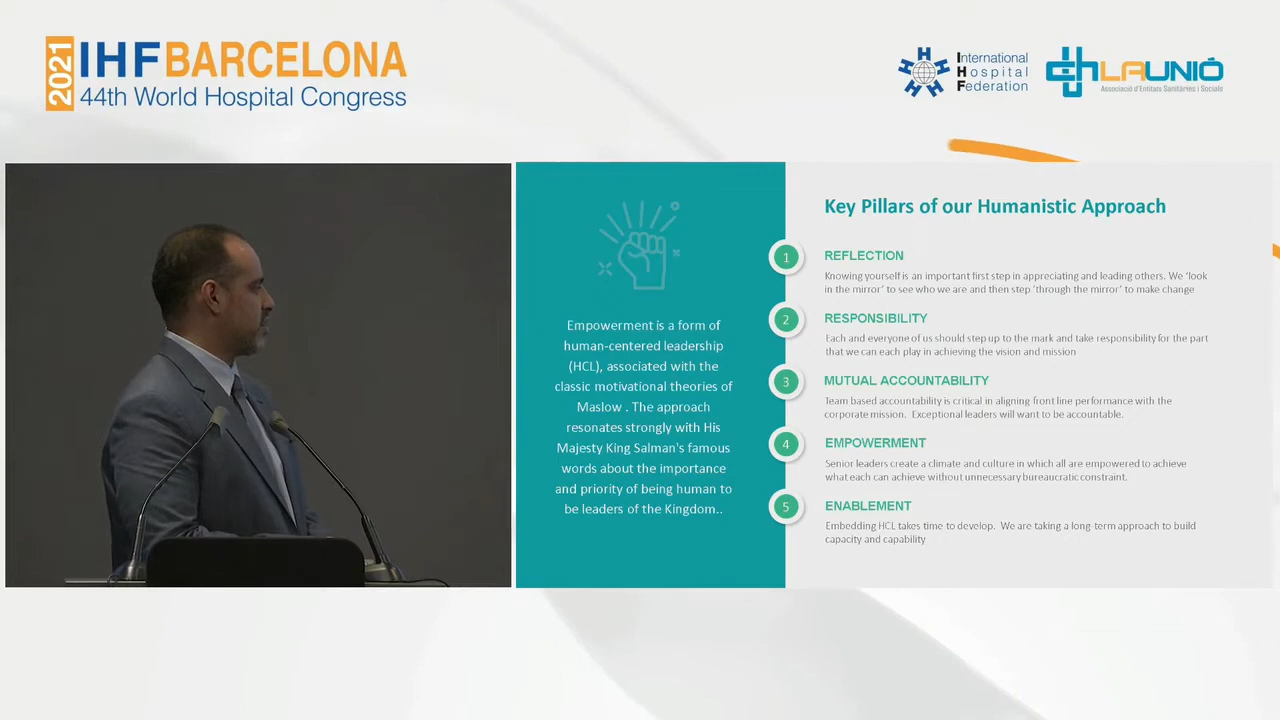 2021
IHF BARCELONA
44th World Hospital Congress
International
Hospital
Federation
LAUNIÓ
Associació d'Entitats Sanitàries i Socials
Empowerment is a form of
human-centered leadership
(HCL), associated with the
classic motivational theories of
Maslow . The approach
resonates strongly with His
Majesty King Salman's famous
words about the importance
and priority of being human to
be leaders of the Kingdom..
Key Pillars of our Humanistic Approach
1
REFLECTION
Knowing yourself is an important first step in appreciating and leading others. We 'look
in the mirror' to see who we are and then step 'through the mirror' to make change
2
RESPONSIBILITY
Each and everyone of us should step up to the mark and take responsibility for the part
that we can each play in achieving the vision and mission
3
MUTUAL ACCOUNTABILITY
Team based accountability is critical in aligning front line performance with the
corporate mission. Exceptional leaders will want to be accountable.
4
EMPOWERMENT
Senior leaders create a climate and culture in which all are empowered to achieve
what each can achieve without unnecessary bureaucratic constraint.
5
ENABLEMENT
Embedding HCL takes time to develop. We are taking a long-term approach to build
capacity and capability